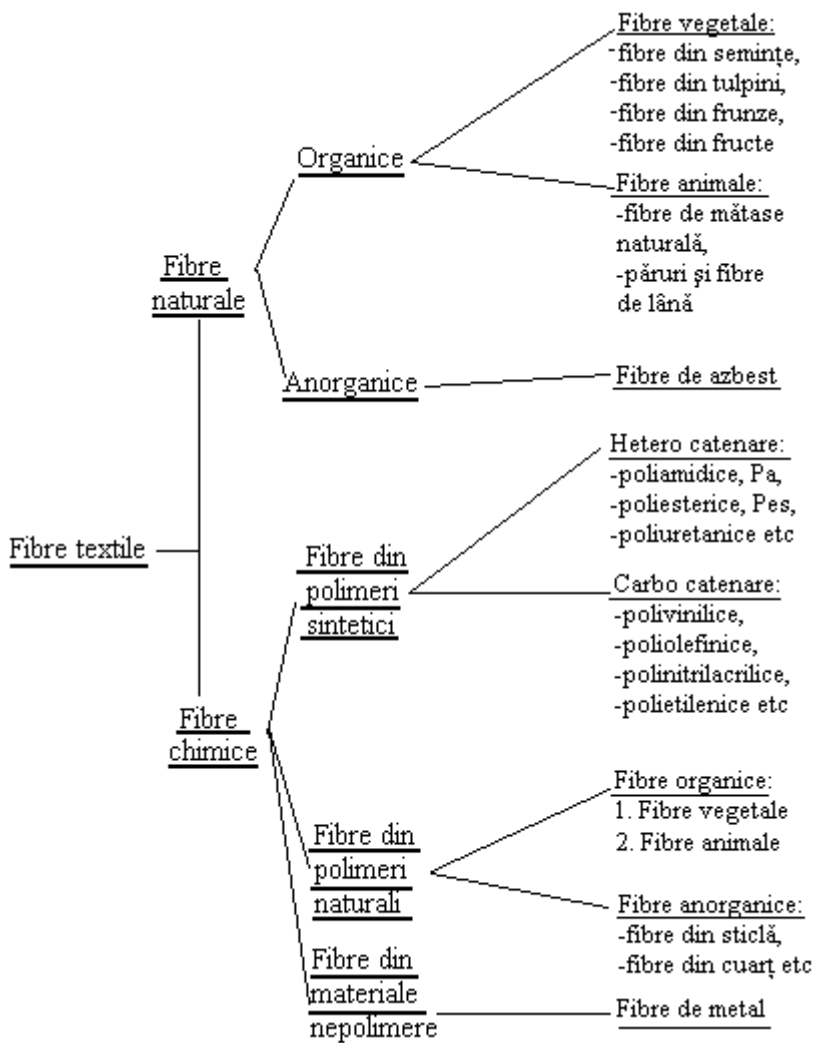 Fibre textile
Fibre
naturale
Organice
Fibre vegetale:
-fibre din semințe,
-fibre din tulpini,
-fibre din frunze,
-fibre din fructe
Fibre animale:
-fibre de mătase
naturală,
-păruri și fibre
de lână
Anorganice
Fibre de azbest
Fibre
chimice
Fibre din
polimeri
sintetici
Hetero catenare:
-poliamidice, Pa,
-poliesterice, Pes,
-poliuretanice etc
Carbo catenare:
-polivinilice,
-poliolefinice,
-polinitrilacrilice,
-polietilenice etc
Fibre din
polimeri
naturali
Fibre organice:
1. Fibre vegetale
2. Fibre animale
Fibre anorganice:
-fibre din sticlă,
-fibre din cuarț etc
Fibre din
materiale
nepolimere
Fibre de metal